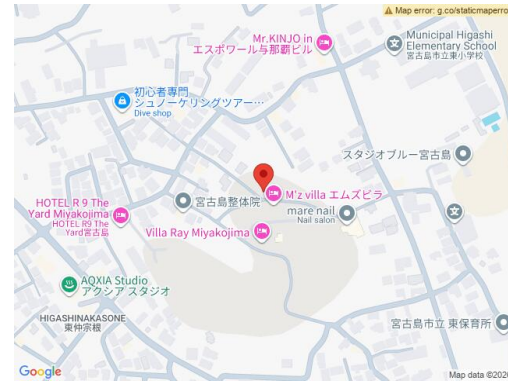 Map error: g.co/staticmaperro
Mr.KINJO in
エスポワール与那覇ビル
Municipal Higashi
Elementary School
宮古島市立東小学校
初心者専門
シュノーケリングツアー…
Dive shop
スタジオブルー宮古島
M'z villa エムズビラ
宮古島整体院
mare nail
Nail salon
HOTEL R 9 The
Yard Miyakojima
HOTEL R9 The
Yard宮古島
Villa Ray Miyakojima
AQXIA Studio
アクシア スタジオ
HIGASHINAKASONE
東仲宗根
宮古島市立 東保育所
Google
Map data ©2026